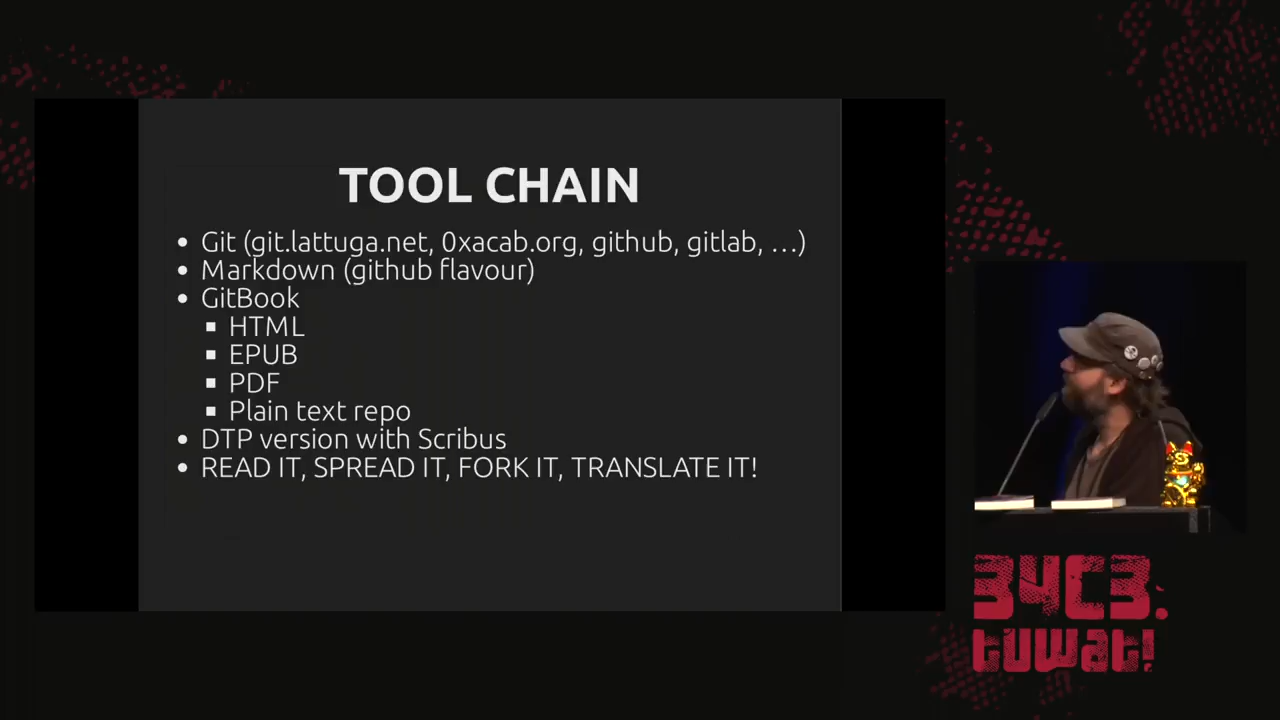 TOOL CHAIN
• Git (git.lattuga.net, 0xacab.org, github, gitlab, …)
• Markdown (github flavour)
• GitBook
▪ HTML
▪ EPUB
▪ PDF
▪ Plain text repo
• DTP version with Scribus
• READ IT, SPREAD IT, FORK IT, TRANSLATE IT!
34C3.
tuwat!